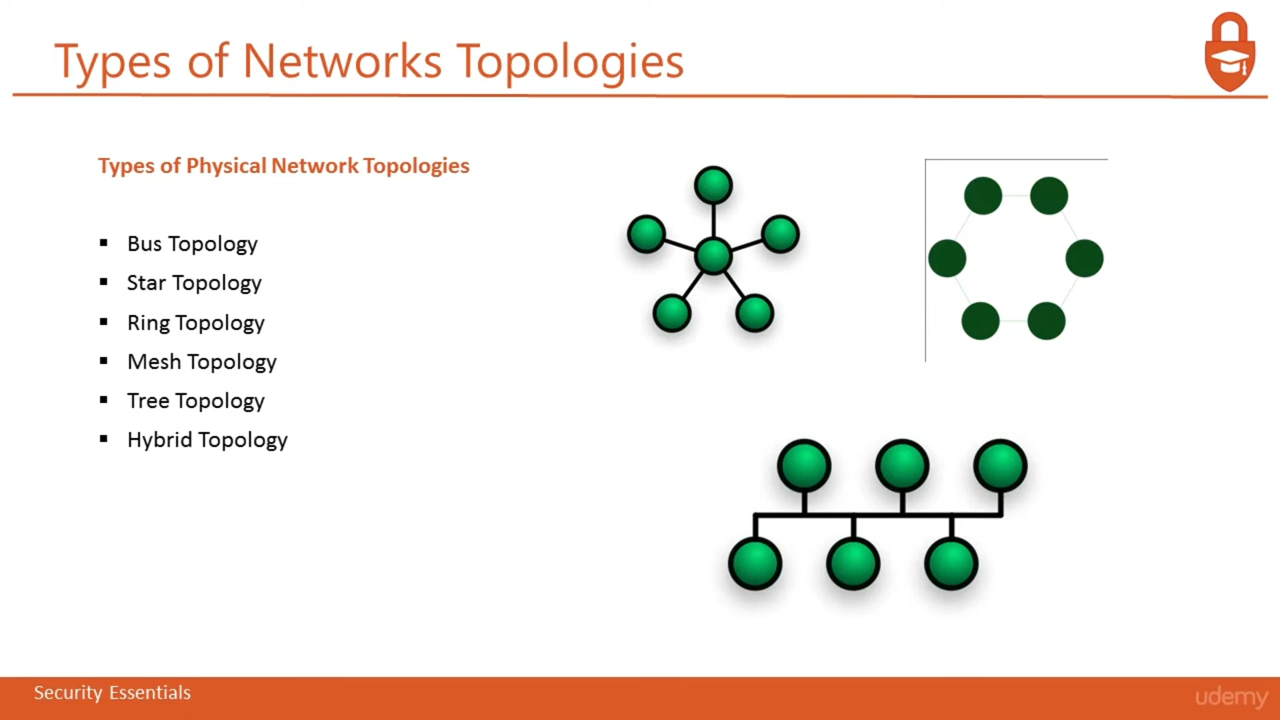 Types of Networks Topologies
Types of Physical Network Topologies
Bus Topology
Star Topology
Ring Topology
Mesh Topology
Tree Topology
Hybrid Topology
Security Essentials
udemy